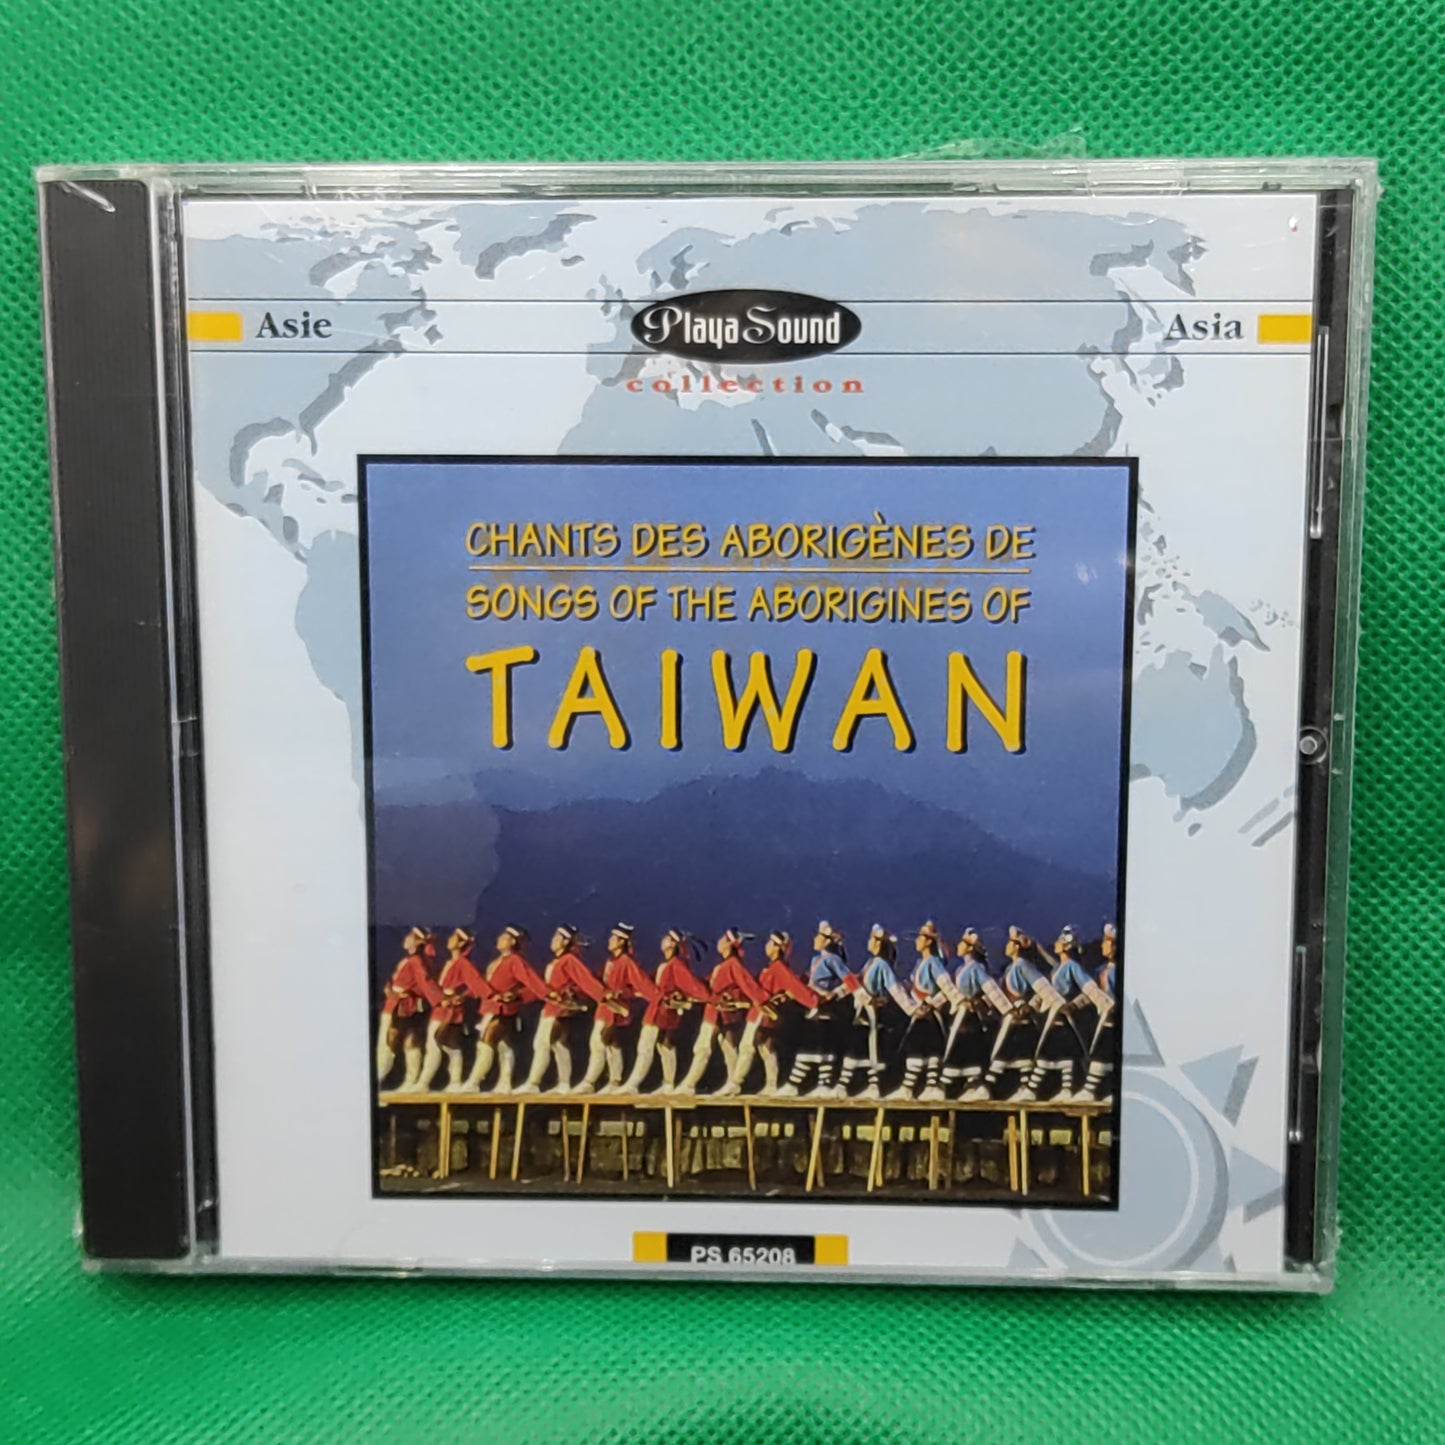 Asie
Playa Sound
Asia
collection
CHANTS DES ABORIGÈNES DE
SONGS OF THE ABORIGINES OF
TAIWAN
PS 65208